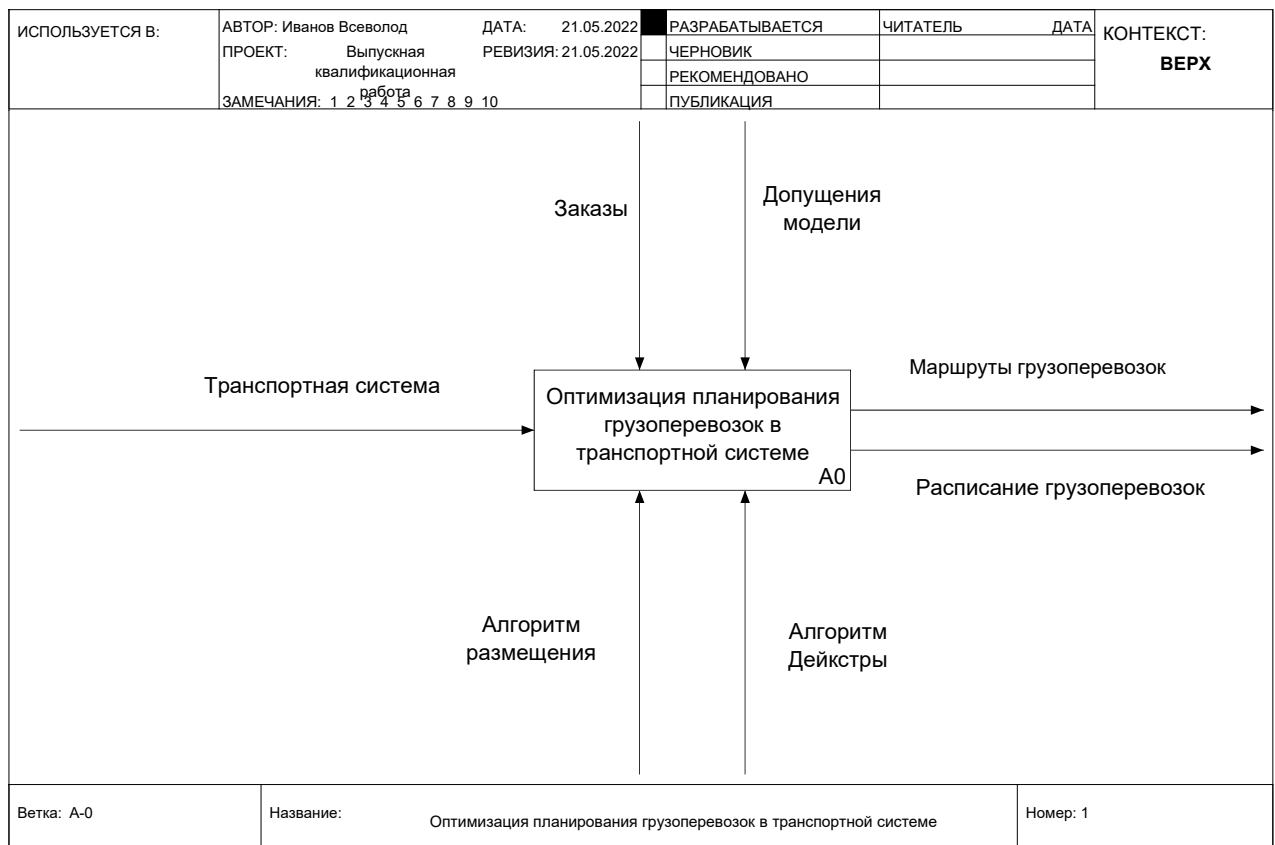 ИСПОЛЬЗУЕТСЯ В:
АВТОР: Иванов Всеволод
ДАТА: 21.05.2022
ПРОЕКТ: Выпускная
квалификационная
работа
РЕВИЗИЯ: 21.05.2022
ЗАМЕЧАНИЯ: 1 2 3 4 5 6 7 8 9 10
РАЗРАБАТЫВАЕТСЯ
ЧЕРНОВИК
РЕКОМЕНДОВАНО
ПУБЛИКАЦИЯ
ЧИТАТЕЛЬ ДАТА
КОНТЕКСТ:
ВЕРХ
Заказы
Допущения
модели
Транспортная система
Оптимизация планирования
грузоперевозок в
транспортной системе
A0
Маршруты грузоперевозок
Расписание грузоперевозок
Алгоритм
размещения
Алгоритм
Дейкстры
Ветка: A-0
Название: Оптимизация планирования грузоперевозок в транспортной системе
Номер: 1